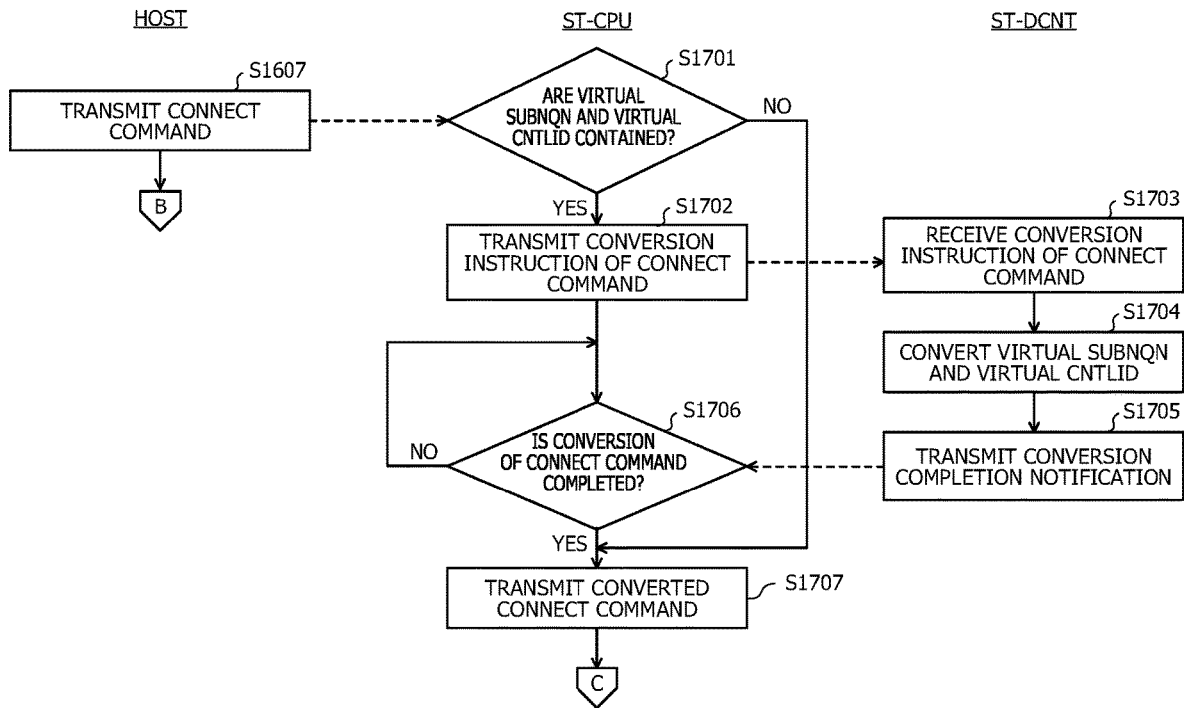 HOST
ST-CPU
ST-DCNT
S1607
TRANSMIT CONNECT
COMMAND
B
S1701
ARE VIRTUAL
SUBNQN AND VIRTUAL
CNTLID CONTAINED?
NO
YES
S1702
TRANSMIT CONVERSION
INSTRUCTION OF CONNECT
COMMAND
S1703
RECEIVE CONVERSION
INSTRUCTION OF CONNECT
COMMAND
S1704
CONVERT VIRTUAL SUBNQN
AND VIRTUAL CNTLID
S1705
TRANSMIT CONVERSION
COMPLETION NOTIFICATION
S1706
IS CONVERSION
OF CONNECT COMMAND
COMPLETED?
NO
YES
S1707
TRANSMIT CONVERTED
CONNECT COMMAND
C